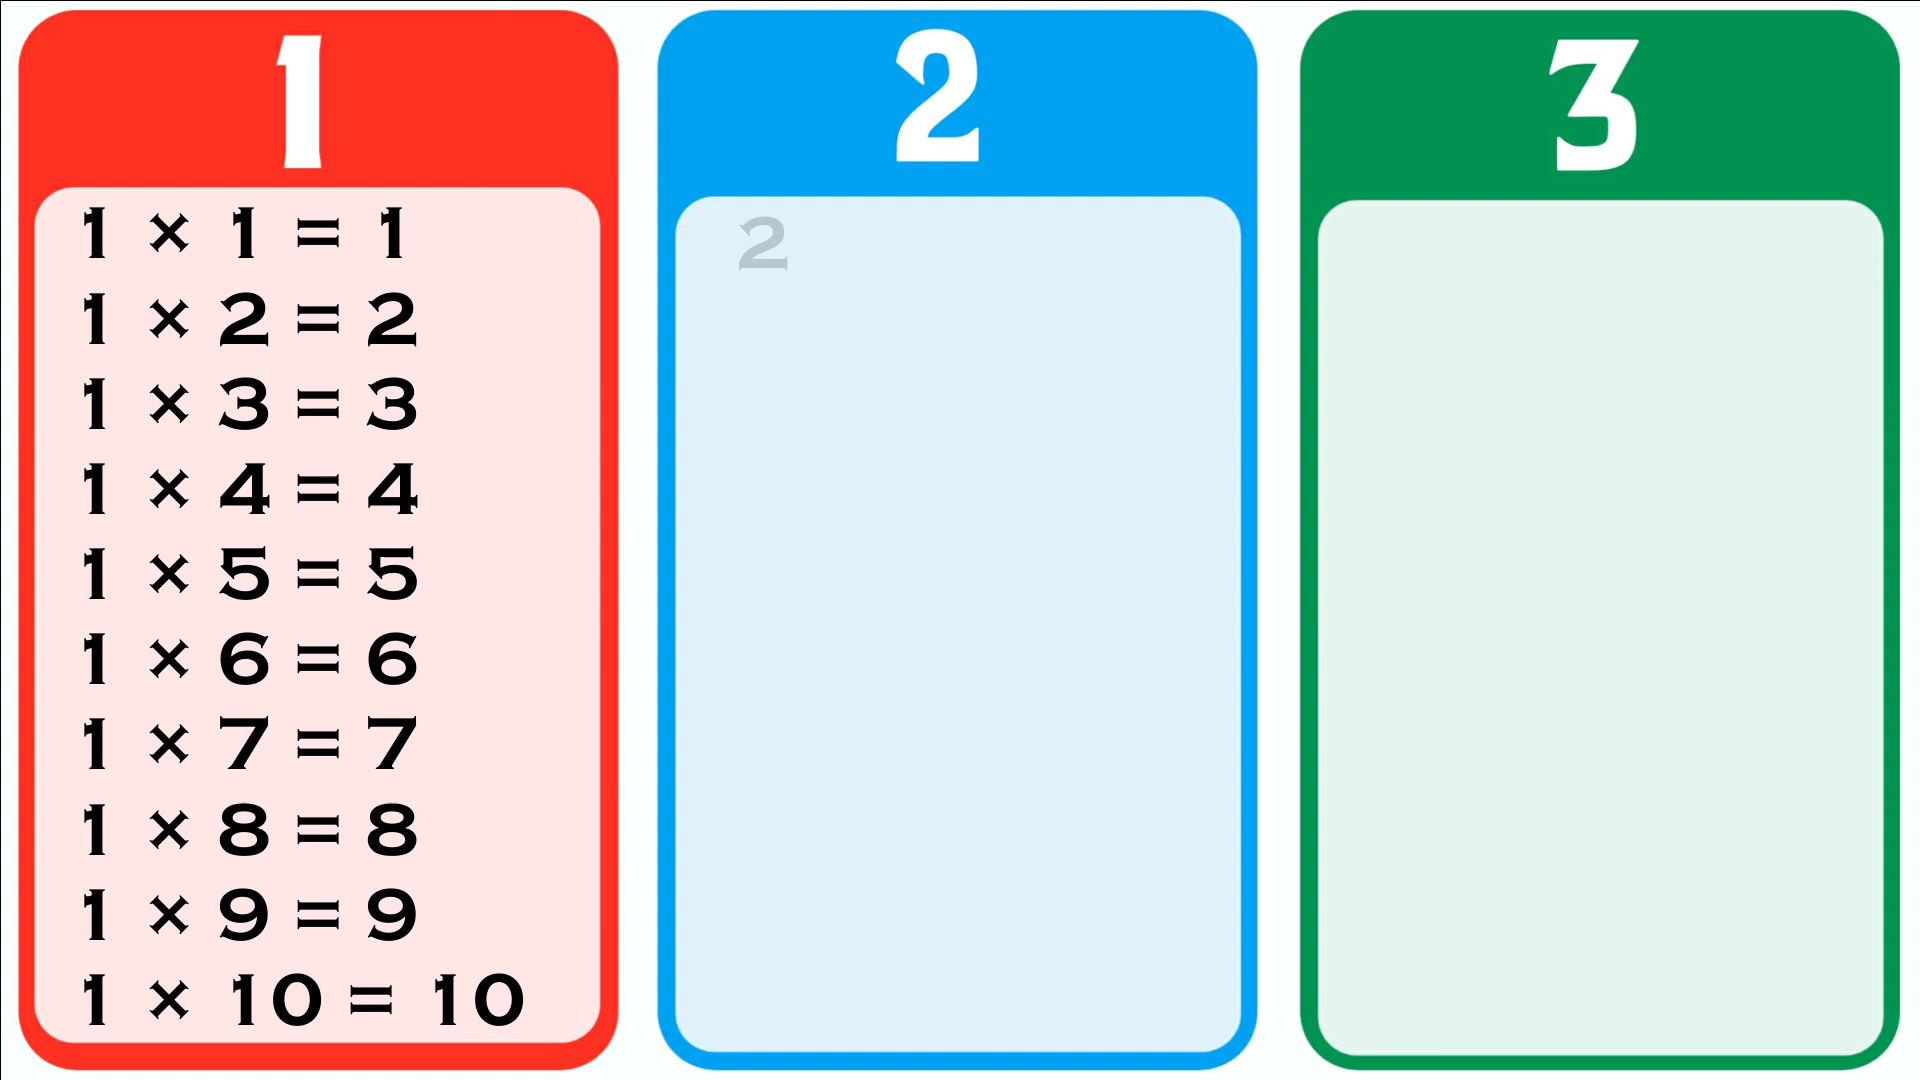 1
1 × 1 = 1
1 × 2 = 2
1 × 3 = 3
1 × 4 = 4
1 × 5 = 5
1 × 6 = 6
1 × 7 = 7
1 × 8 = 8
1 × 9 = 9
1 × 10 = 10
2
2
3